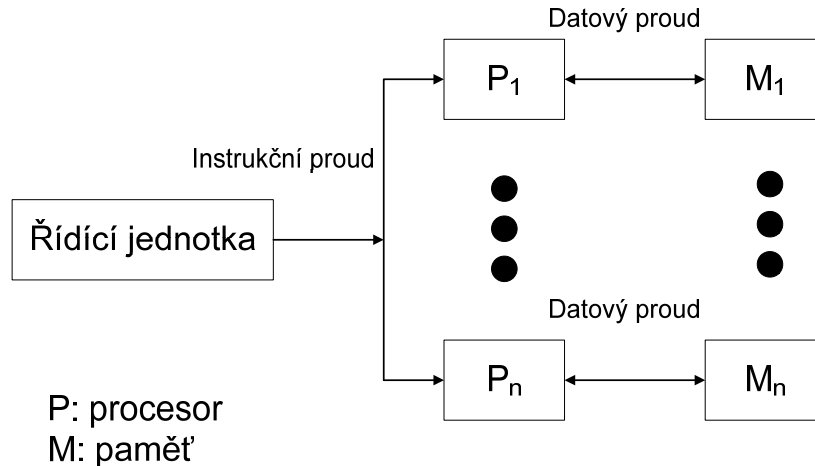 Datový proud
P₁
M₁
Instrukční proud
Řídící jednotka
Datový proud
Pₙ
Mₙ
P: procesor
M: paměť